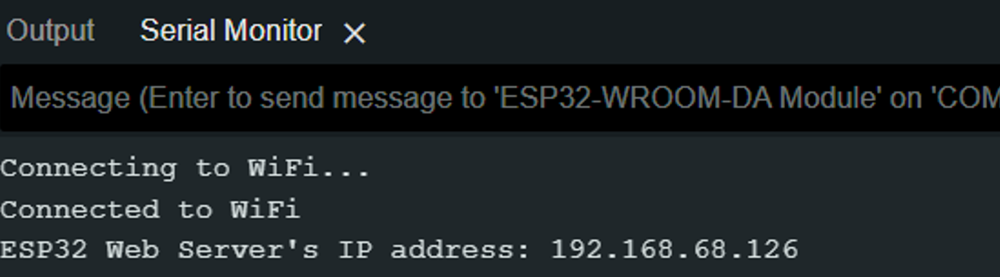 Output Serial Monitor ×
Message (Enter to send message to 'ESP32-WROOM-DA Module' on 'COM
Connecting to WiFi...
Connected to WiFi
ESP32 Web Server's IP address: 192.168.68.126